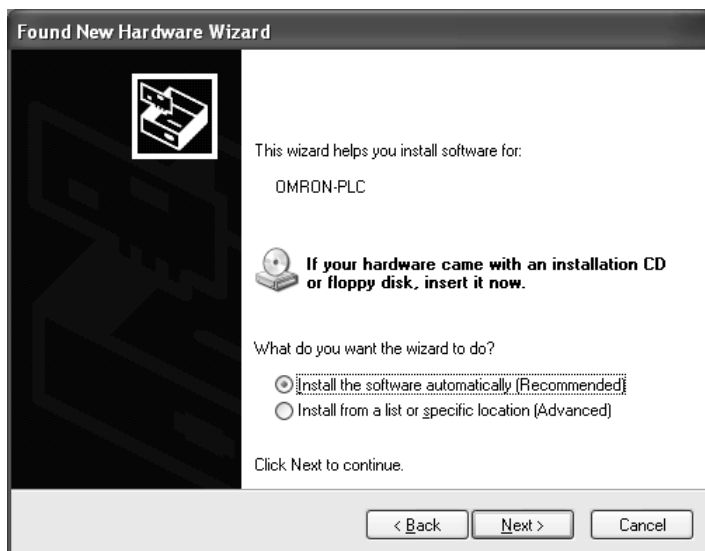 Found New Hardware Wizard
This wizard helps you install software for:
OMRON-PLC
If your hardware came with an installation CD
or floppy disk, insert it now.
What do you want the wizard to do?
Install the software automatically (Recommended)
Install from a list or specific location (Advanced)
Click Next to continue.
< Back Next > Cancel